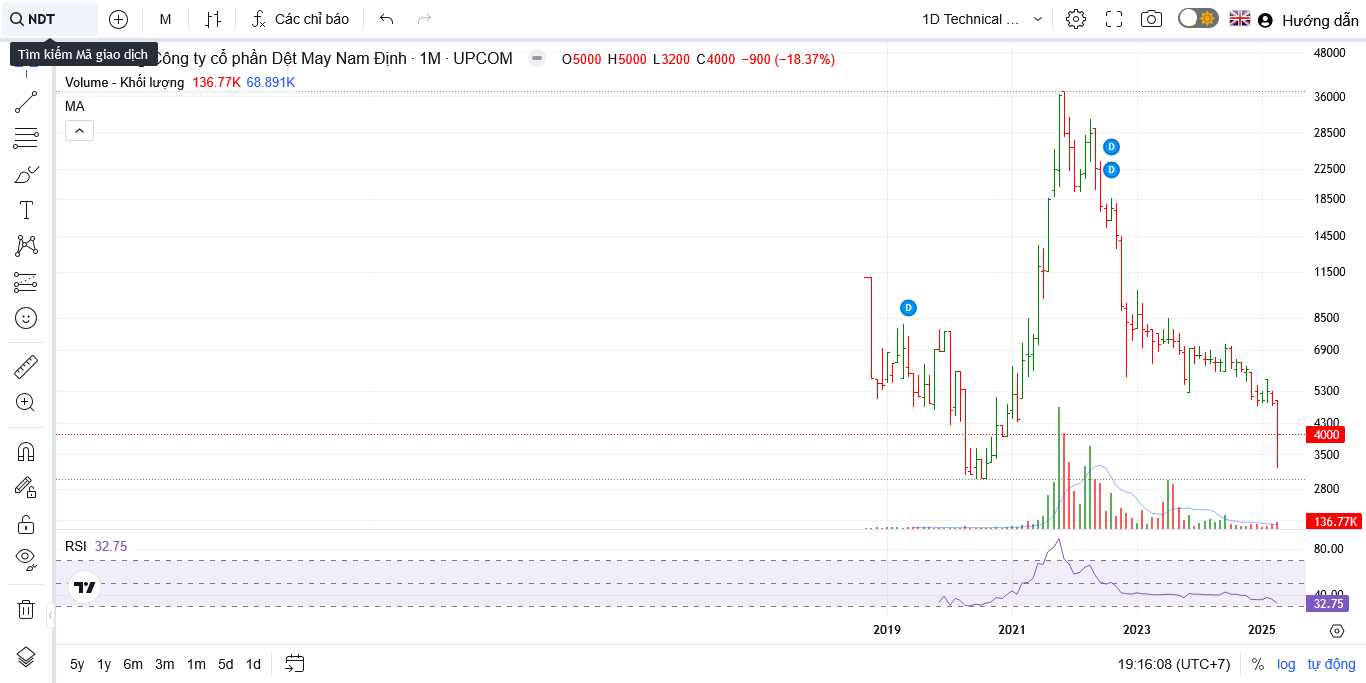 NDT
M
Các chỉ báo
1D Technical ...
Hướng dẫn
Tìm kiếm Mã giao dịch
Công ty cổ phần Dệt May Nam Định · 1M · UPCOM
O5000 H5000 L3200 C4000 −900 (−18.37%)
Volume - Khối lượng 136.77K 68.891K
MA
D
D
D
48000
36000
28500
22500
18500
14500
11500
8500
6900
5300
4300
4000
3500
2800
136.77K
RSI 32.75
80.00
40.00
32.75
2019 2021 2023 2025
5y 1y 6m 3m 1m 5d 1d
19:16:08 (UTC+7) % log tự động